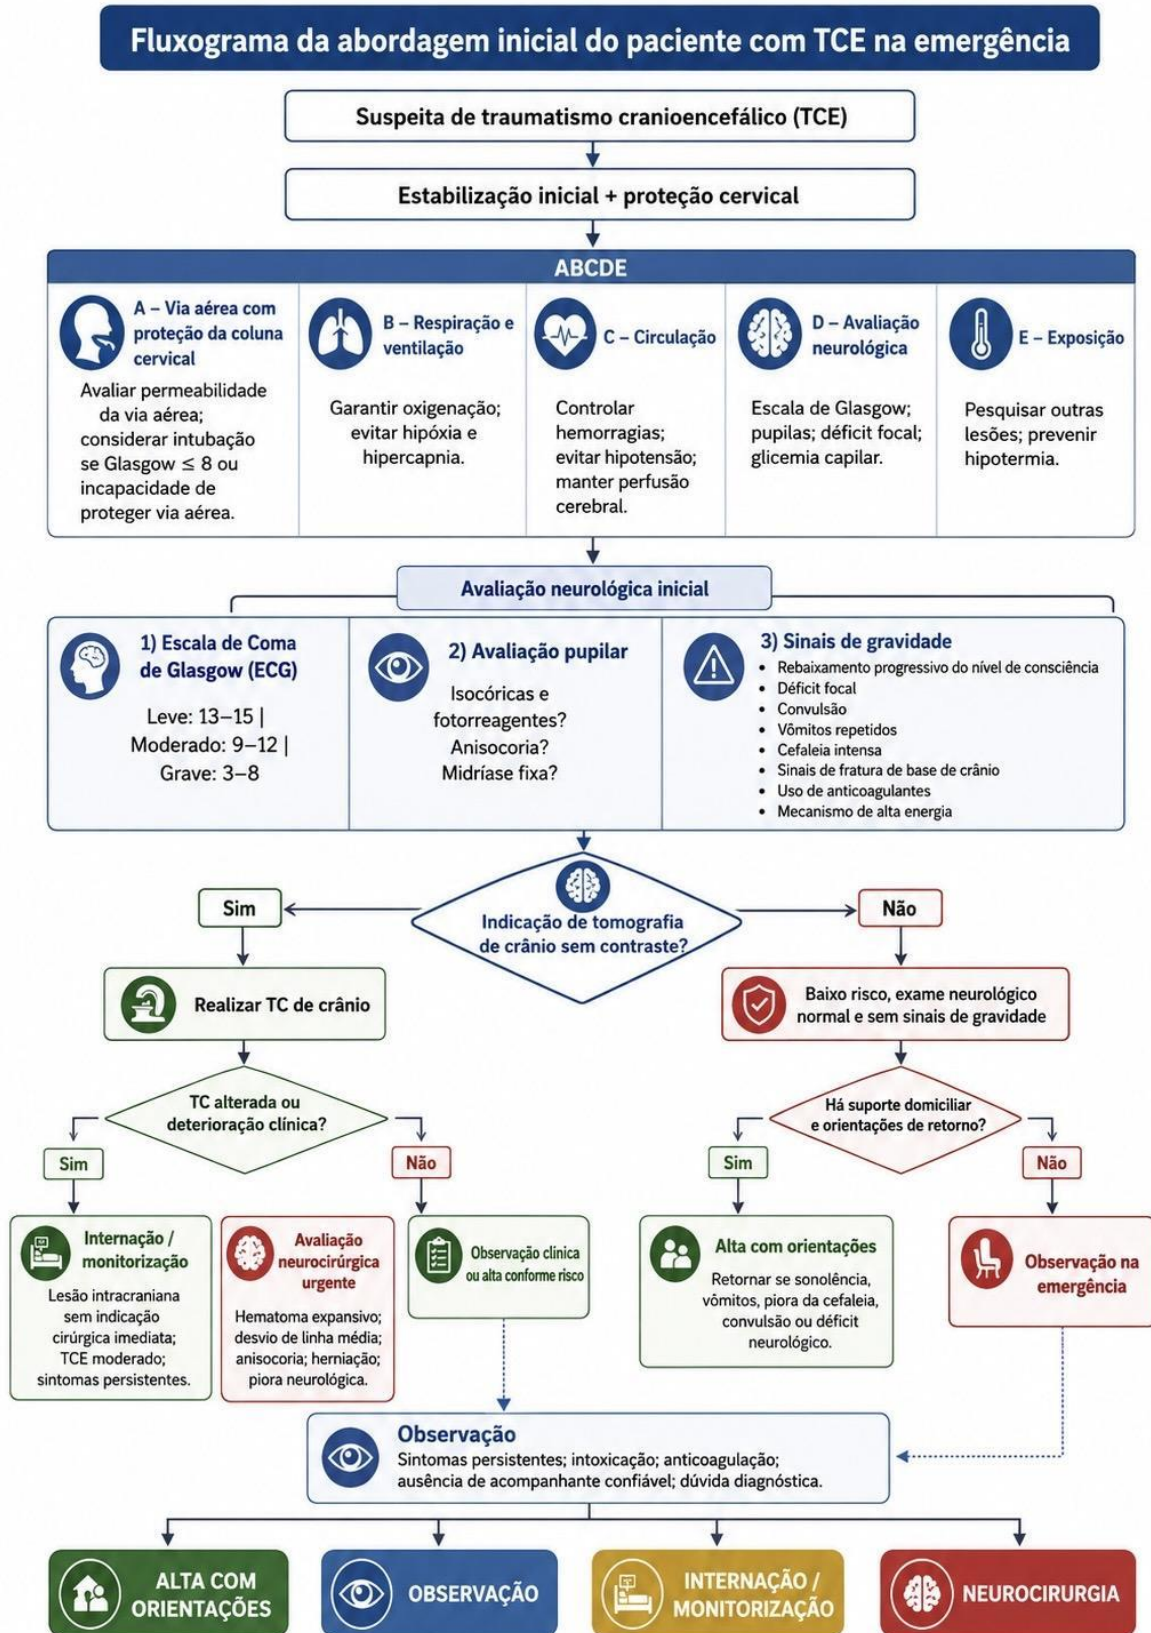 Fluxograma da abordagem inicial do paciente com TCE na emergência
Suspeita de traumatismo cranioencefálico (TCE)
Estabilização inicial + proteção cervical
ABCDE
A – Via aérea com
proteção da coluna
cervical
Avaliar permeabilidade
da via aérea;
considerar intubação
se Glasgow ≤ 8 ou
incapacidade de
proteger via aérea.
B – Respiração e
ventilação
Garantir oxigenação;
evitar hipóxia e
hipercapnia.
C – Circulação
Controlar
hemorragias;
evitar hipotensão;
manter perfusão
cerebral.
D – Avaliação
neurológica
Escala de Glasgow;
pupilas; déficit focal;
glicemia capilar.
E – Exposição
Pesquisar outras
lesões; prevenir
hipotermia.
Avaliação neurológica inicial
1) Escala de Coma
de Glasgow (ECG)
Leve: 13–15 |
Moderado: 9–12 |
Grave: 3–8
2) Avaliação pupilar
Isocóricas e
fotorreagentes?
Anisocoria?
Midríase fixa?
3) Sinais de gravidade
• Rebaixamento progressivo do nível de consciência
• Déficit focal
• Convulsão
• Vômitos repetidos
• Cefaleia intensa
• Sinais de fratura de base de crânio
• Uso de anticoagulantes
• Mecanismo de alta energia
Indicação de tomografia
de crânio sem contraste?
Sim
Não
Realizar TC de crânio
Baixo risco, exame neurológico
normal e sem sinais de gravidade
TC alterada ou
deterioração clínica?
Há suporte domiciliar
e orientações de retorno?
Sim
Não
Sim
Não
Internação /
monitorização
Lesão intracraniana
sem indicação
cirúrgica imediata;
TCE moderado;
sintomas persistentes.
Avaliação
neurocirúrgica
urgente
Hematoma expansivo;
desvio de linha média;
anisocoria; herniação;
piora neurológica.
Observação clínica
ou alta conforme risco
Alta com orientações
Retornar se sonolência,
vômitos, piora da cefaleia,
convulsão ou déficit
neurológico.
Observação na
emergência
Observação
Sintomas persistentes; intoxicação; anticoagulação;
ausência de acompanhante confiável; dúvida diagnóstica.
ALTA COM
ORIENTAÇÕES
OBSERVAÇÃO
INTERNAÇÃO /
MONITORIZAÇÃO
NEUROCIRURGIA